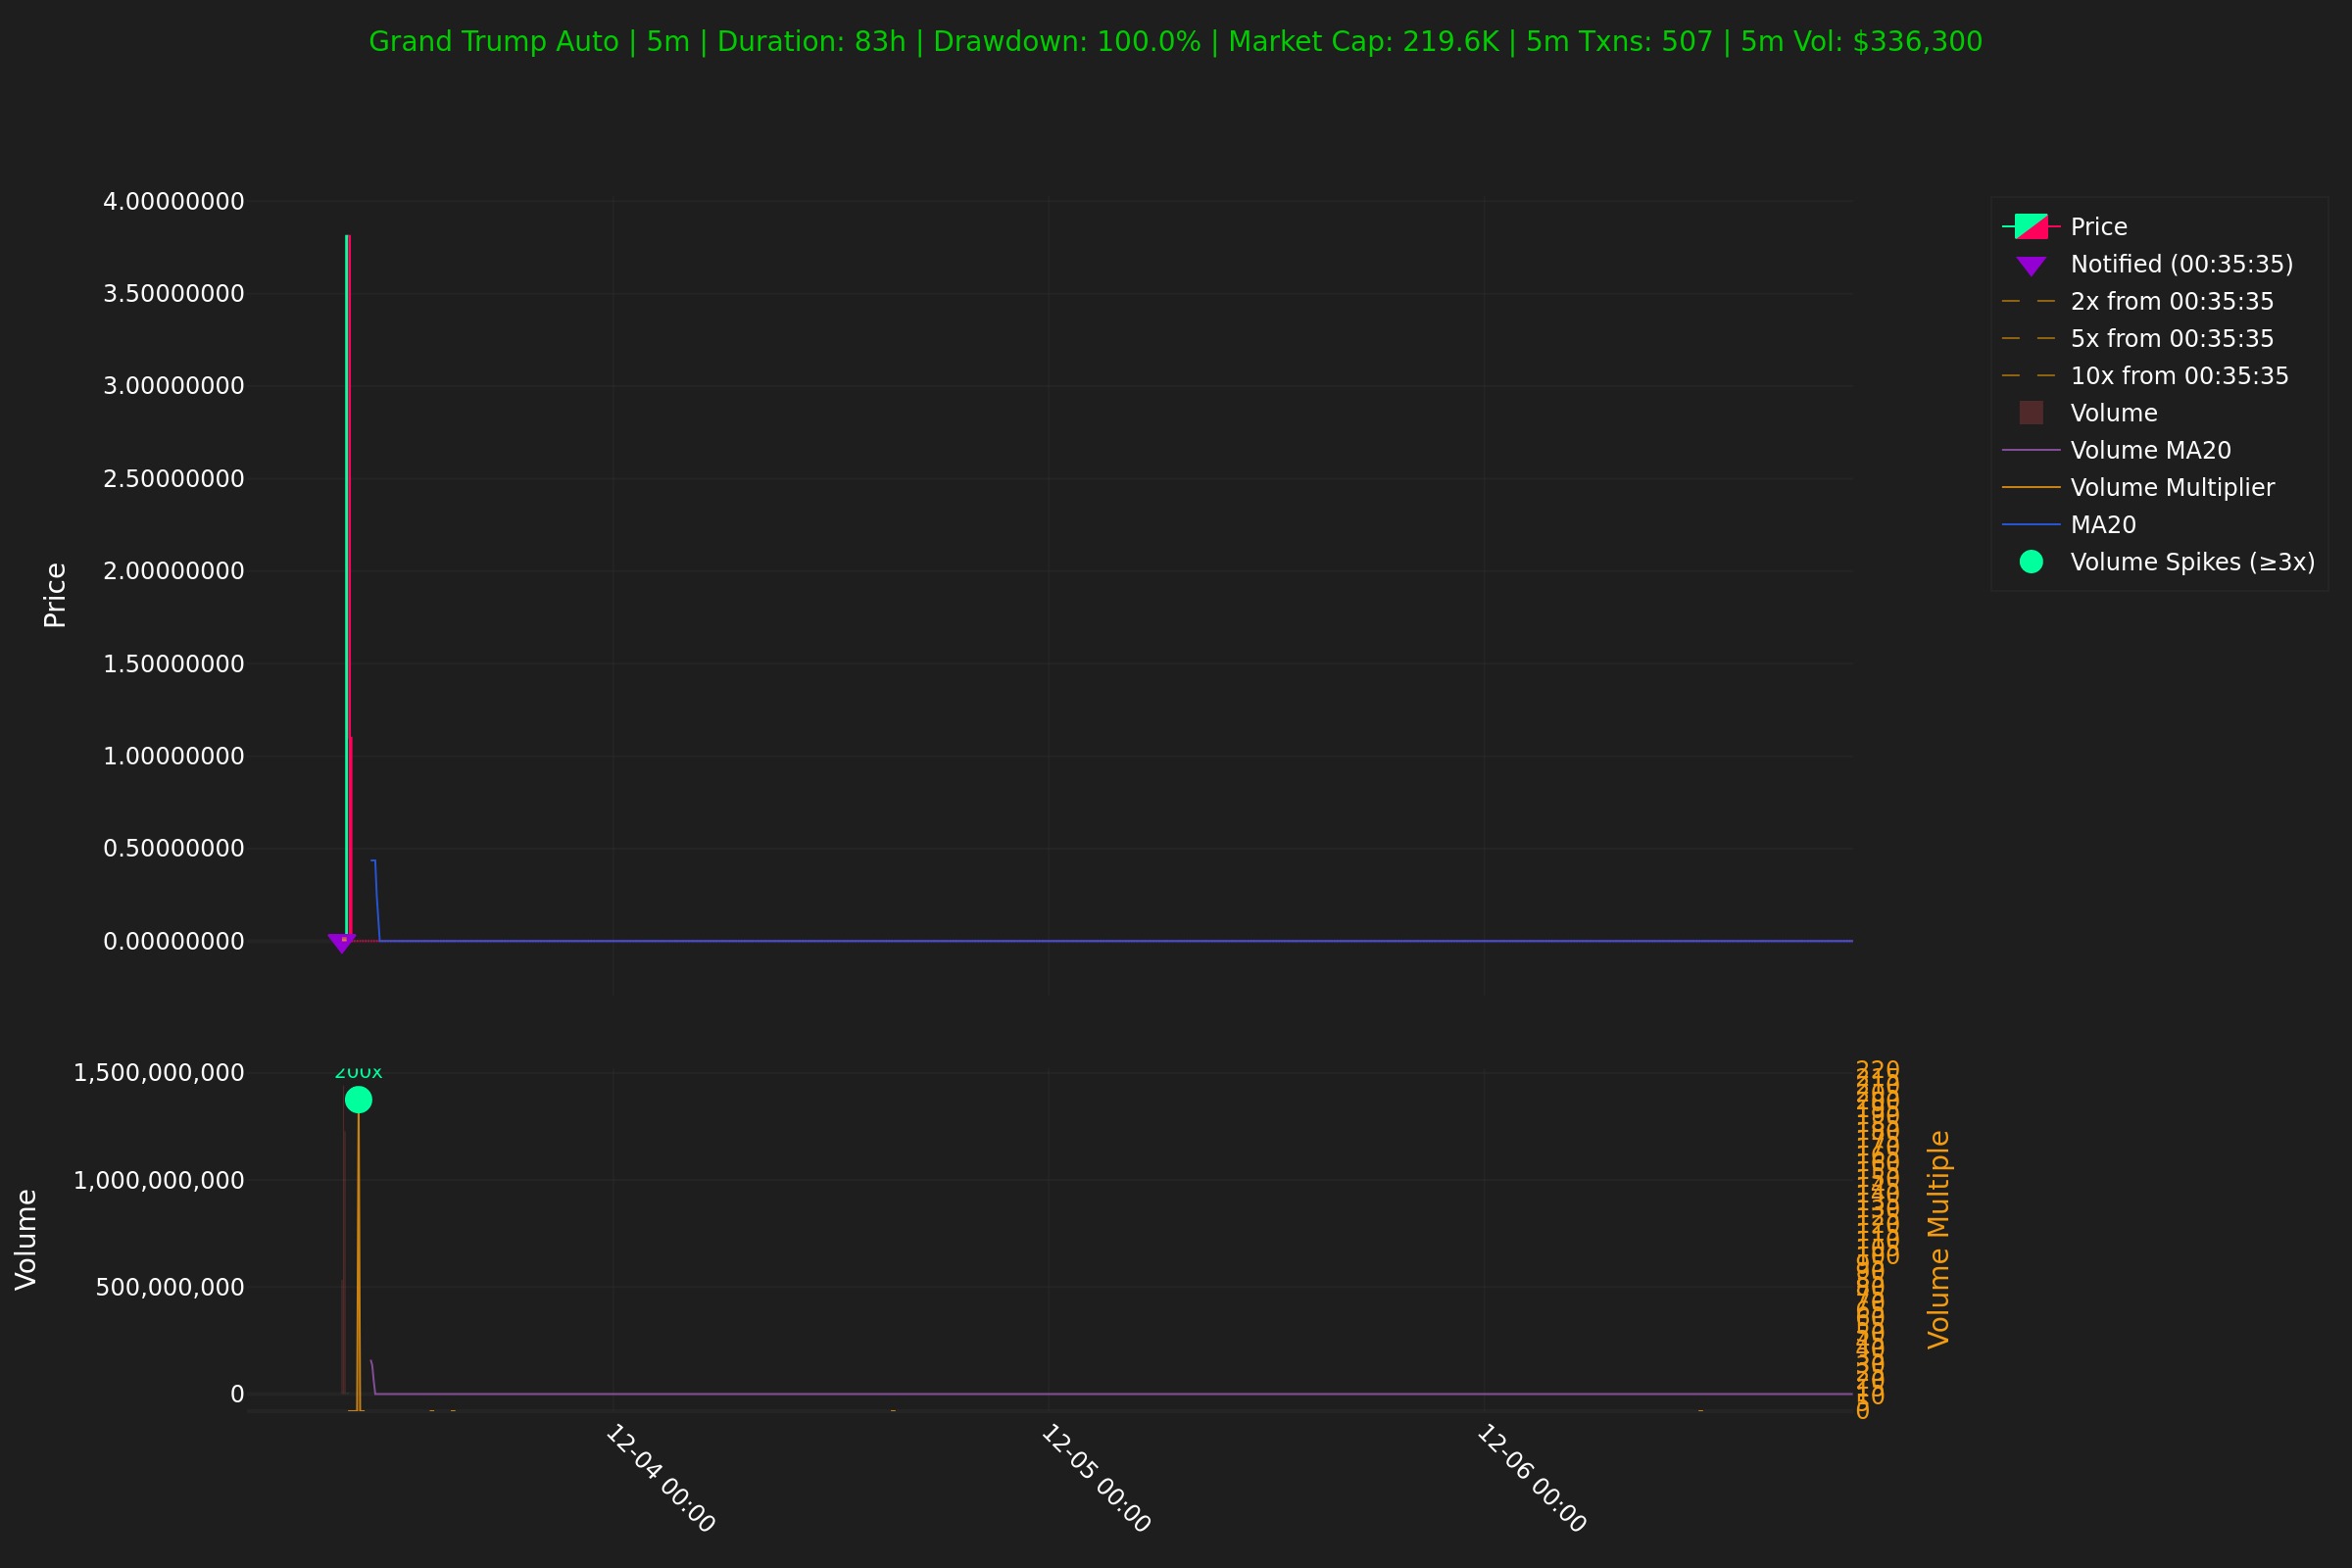 Grand Trump Auto | 5m | Duration: 83h | Drawdown: 100.0% | Market Cap: 219.6K | 5m Txns: 507 | 5m Vol: $336,300
4.00000000
3.50000000
3.00000000
2.50000000
2.00000000
1.50000000
1.00000000
0.50000000
0.00000000
Price
Price
Notified (00:35:35)
2x from 00:35:35
5x from 00:35:35
10x from 00:35:35
Volume
Volume MA20
Volume Multiplier
MA20
Volume Spikes (≥3x)
200x
1,500,000,000
1,000,000,000
500,000,000
0
Volume
220
0
Volume Multiple
12-04 00:00
12-05 00:00
12-06 00:00